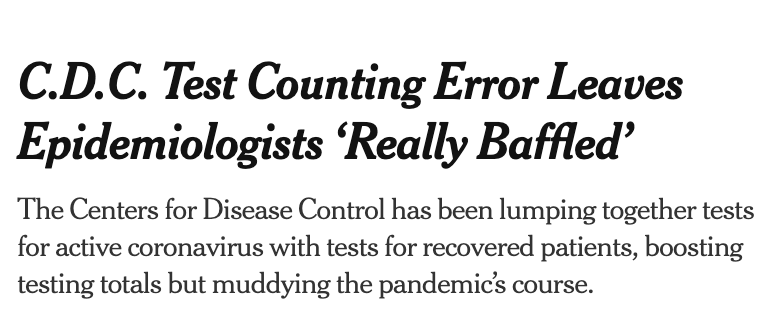 C.D.C. Test Counting Error Leaves
Epidemiologists ‘Really Baffled’
The Centers for Disease Control has been lumping together tests
for active coronavirus with tests for recovered patients, boosting
testing totals but muddying the pandemic’s course.